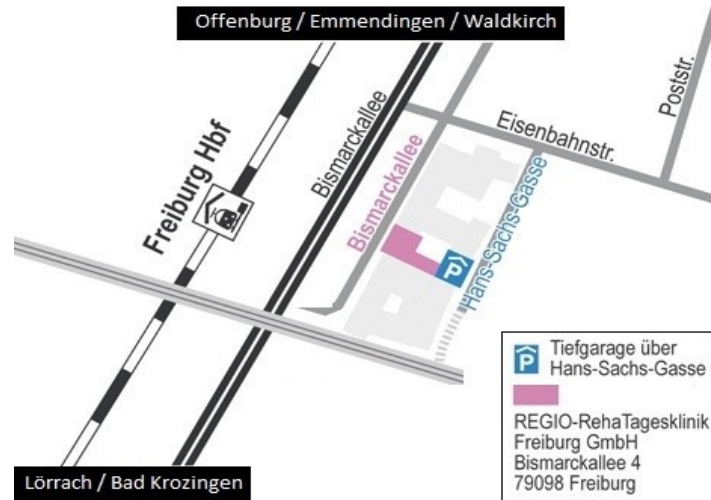 Offenburg / Emmendingen / Waldkirch
Freiburg Hbf
Bismarckallee
Bismarckallee
Eisenbahnstr.
Poststr.
Hans-Sachs-Gasse
P
P
Tiefgarage über
Hans-Sachs-Gasse
REGIO-RehaTagesklinik
Freiburg GmbH
Bismarckallee 4
79098 Freiburg
Lörrach / Bad Krozingen